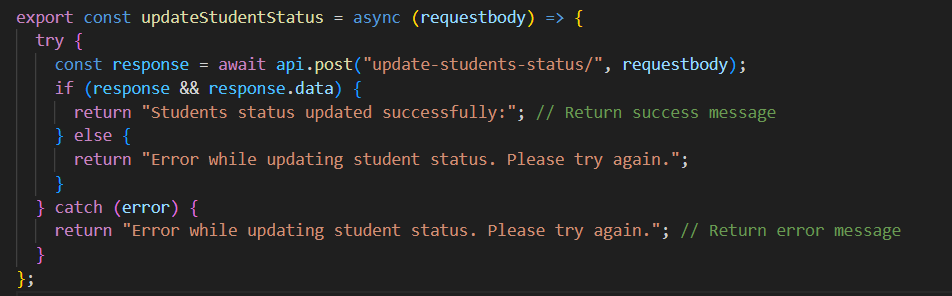 export const updateStudentStatus = async (requestbody) => {
try {
const response = await api.post("update-students-status/", requestbody);
if (response && response.data) {
return "Students status updated successfully:"; // Return success message
} else {
return "Error while updating student status. Please try again.";
}
} catch (error) {
return "Error while updating student status. Please try again."; // Return error message
}
};